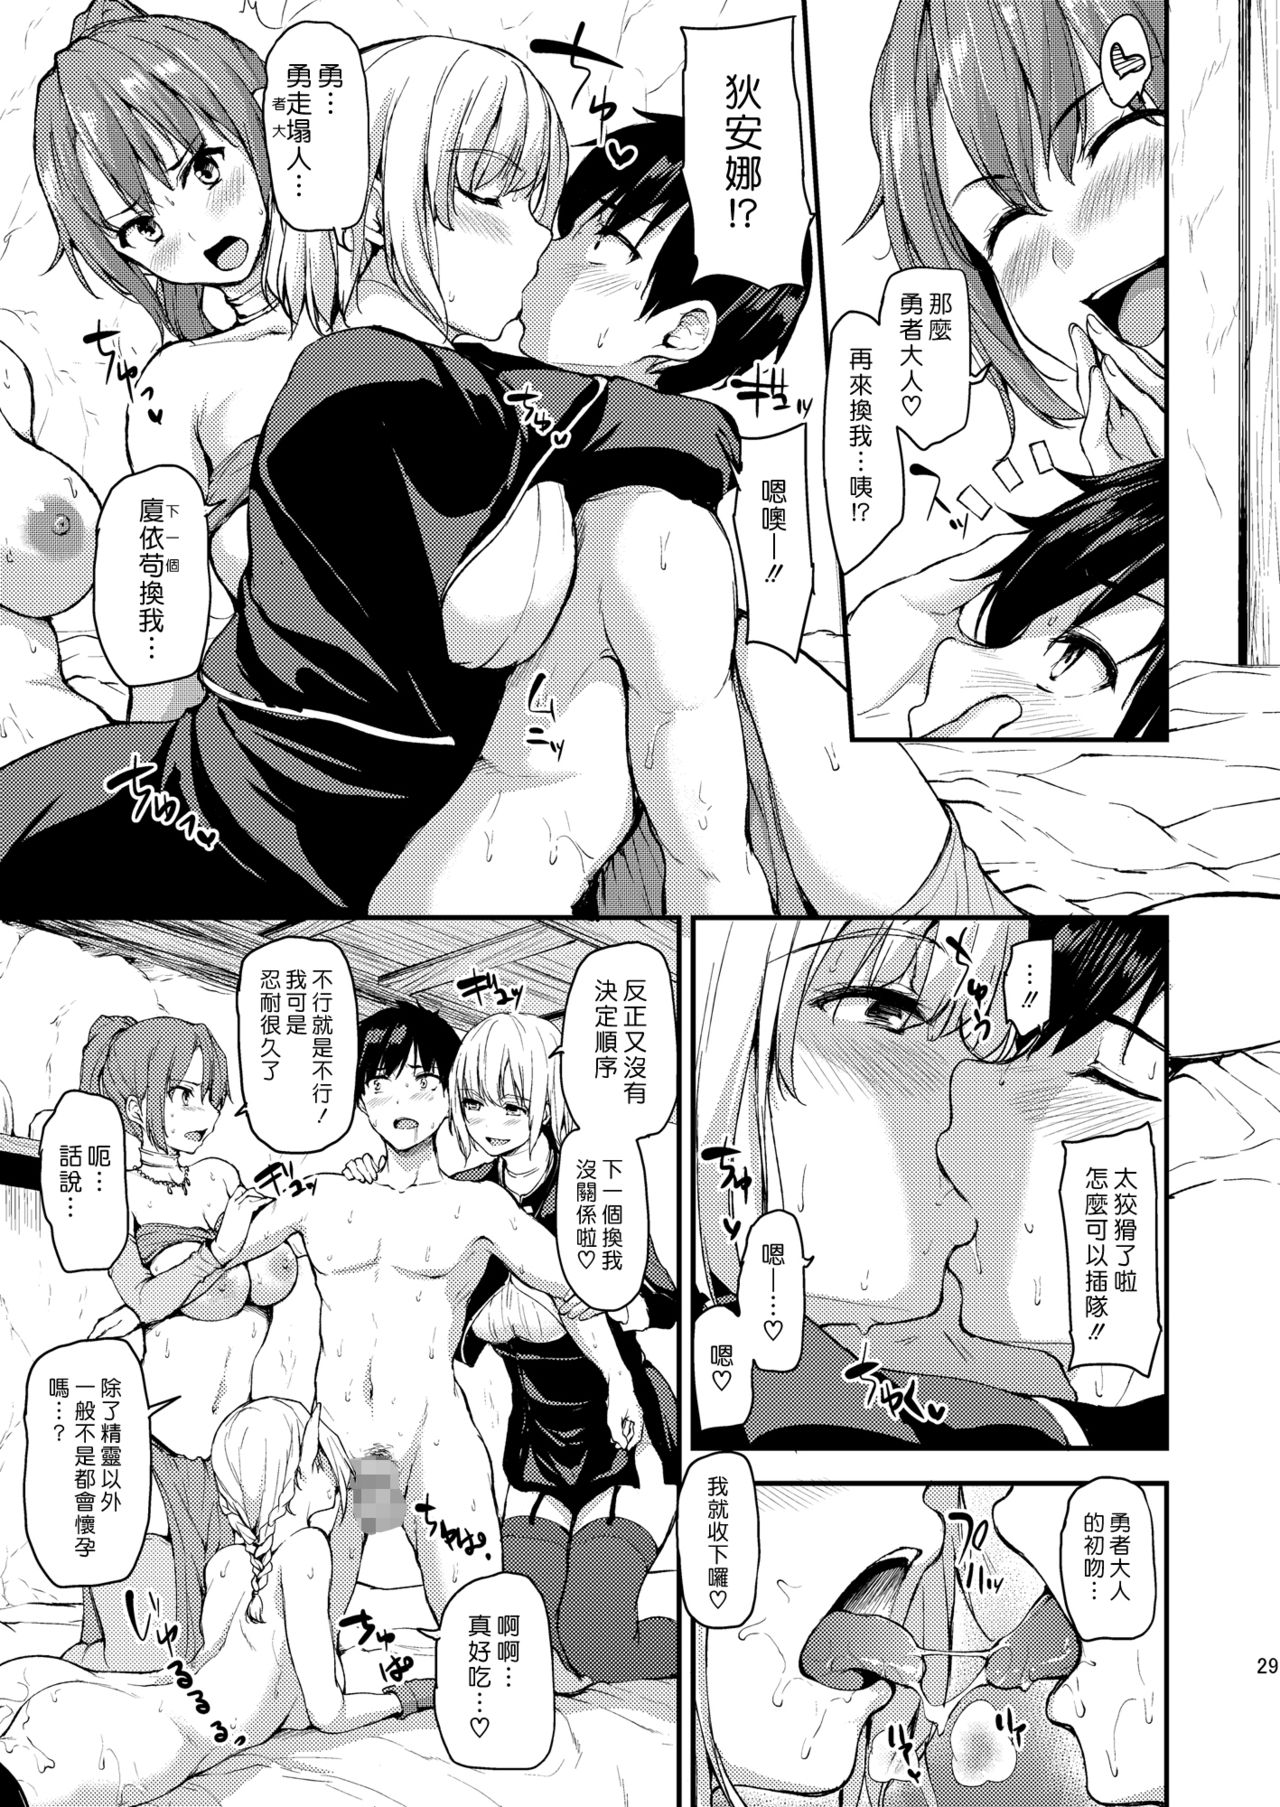 那麼
勇者大人♡
再來換我…咦!?
狄安娜!?
嗯噢ー!!
勇…
勇走塌人…
者大
廈依苟換我…
下一個
…!!
太狡猾了啦
怎麼可以插隊!!
嗯ー…♡
嗯♡
勇者大人
的初吻…
我就收下囉♡
反正又沒有
決定順序
下一個換我
沒關係啦♡
不行就是不行!
我可是
忍耐很久了
呃…
話說…
除了精靈以外
一般不是都會懷孕
嗎…?
啊啊…
真好吃…♡
29